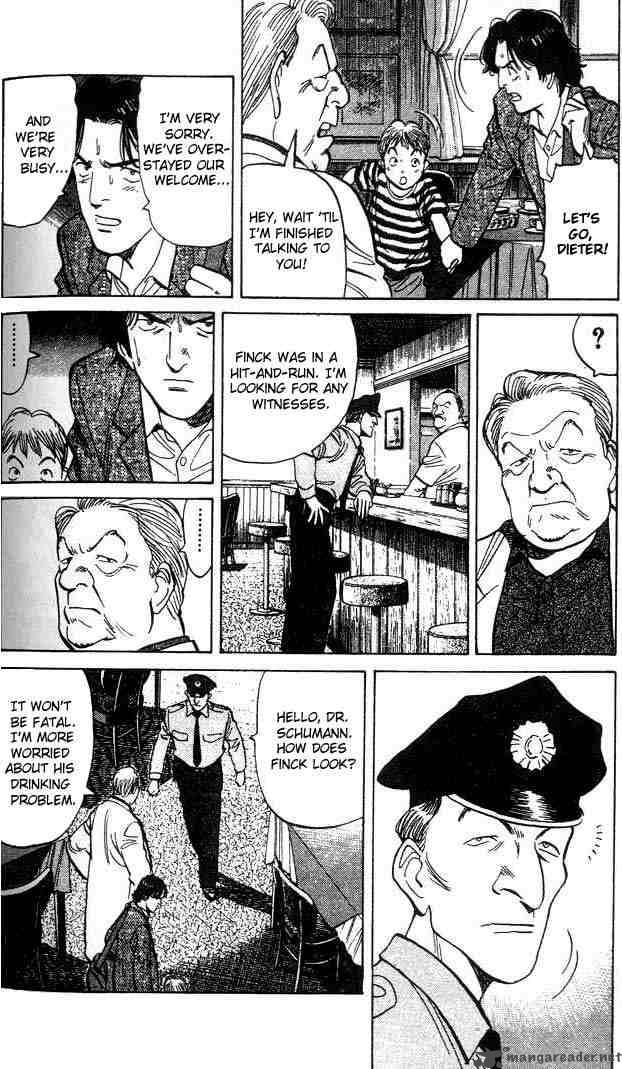 LET'S
GO,
DIETER!
HEY, WAIT 'TIL
I'M FINISHED
TALKING TO
YOU!
I'M VERY
SORRY.
WE'VE OVER-
STAYED OUR
WELCOME...
AND
WE'RE
VERY
BUSY...
?
FINCK WAS IN A
HIT-AND-RUN. I'M
LOOKING FOR ANY
WITNESSES.
........
........
HELLO, DR.
SCHUMANN.
HOW DOES
FINCK LOOK?
IT WON'T
BE FATAL.
I'M MORE
WORRIED
ABOUT HIS
DRINKING
PROBLEM.
mangareader.net